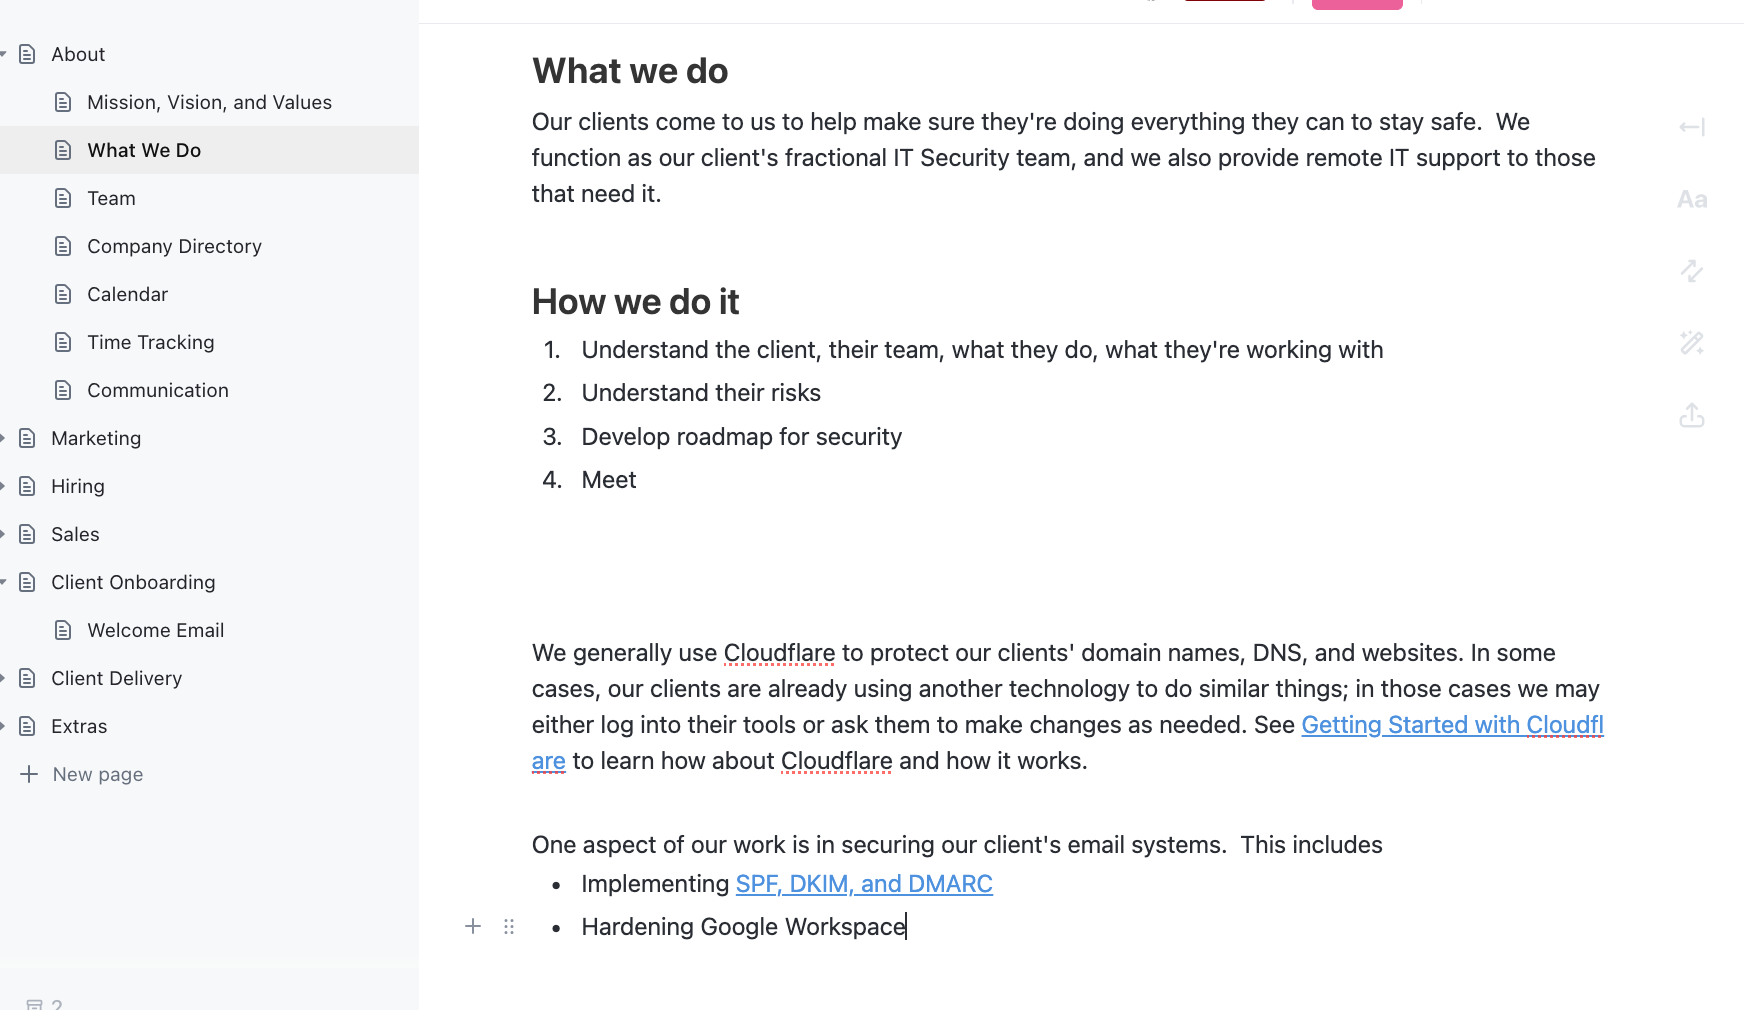 About
Mission, Vision, and Values
What We Do
Team
Company Directory
Calendar
Time Tracking
Communication
Marketing
Hiring
Sales
Client Onboarding
Welcome Email
Client Delivery
Extras
New page
2
What we do
Our clients come to us to help make sure they're doing everything they can to stay safe.  We
function as our client's fractional IT Security team, and we also provide remote IT support to those
that need it.
How we do it
1. Understand the client, their team, what they do, what they're working with
2. Understand their risks
3. Develop roadmap for security
4. Meet
We generally use Cloudflare to protect our clients' domain names, DNS, and websites. In some
cases, our clients are already using another technology to do similar things; in those cases we may
either log into their tools or ask them to make changes as needed. See Getting Started with Cloudfl
are to learn how about Cloudflare and how it works.
One aspect of our work is in securing our client's email systems.  This includes
• Implementing SPF, DKIM, and DMARC
• Hardening Google Workspace
Aa